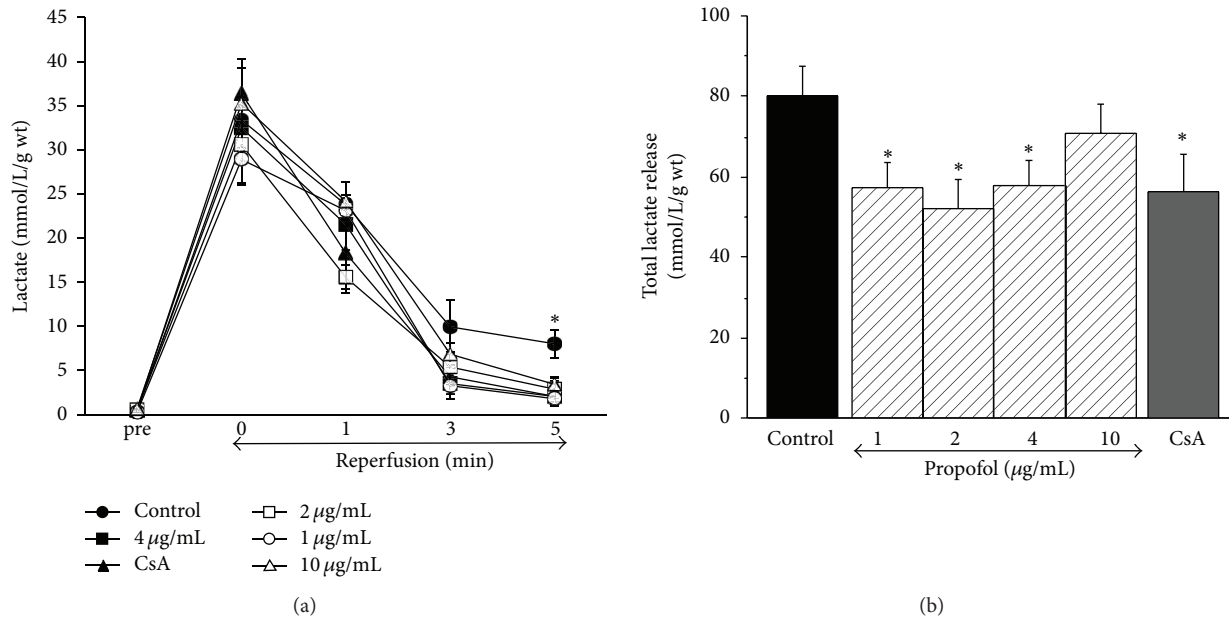 45
40
35
30
25
20
15
10
5
0
Lactate (mmol/L/g wt)
*
pre 0 1 3 5
Reperfusion (min)
Control
4 μg/mL
CsA
2 μg/mL
1 μg/mL
10 μg/mL
(a)
100
80
60
40
20
0
Total lactate release
(mmol/L/g wt)
* * * *
Control 1 2 4 10 CsA
Propofol (μg/mL)
(b)